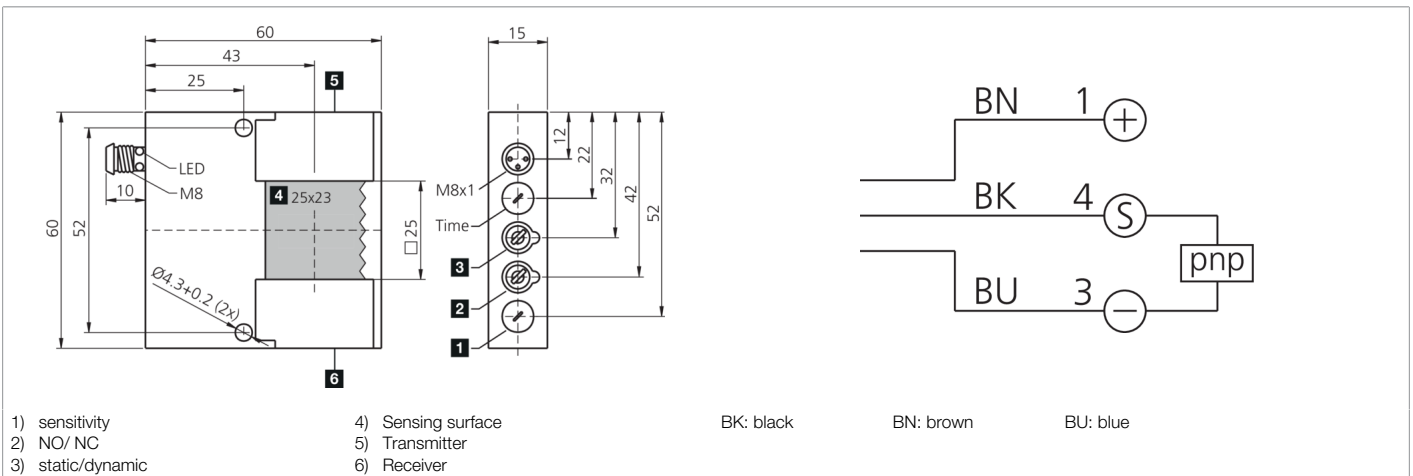 60
43
25
5
LED
M8
10
4 25x23
60
52
□25
Ø4.3+0.2 (2x)
6
15
12
22
32
42
52
M8x1
Time
3
2
1
BN 1 +
BK 4 S
pnp
BU 3 −
1) sensitivity
2) NO/ NC
3) static/dynamic
4) Sensing surface
5) Transmitter
6) Receiver
BK: black
BN: brown
BU: blue